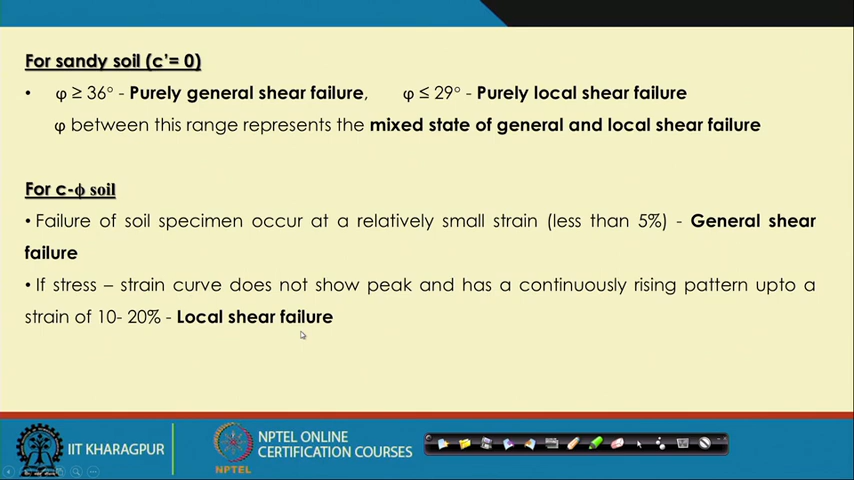 For sandy soil (c'= 0)
• φ ≥ 36° - Purely general shear failure, φ ≤ 29° - Purely local shear failure
φ between this range represents the mixed state of general and local shear failure
For c-ϕ soil
• Failure of soil specimen occur at a relatively small strain (less than 5%) - General shear
failure
• If stress – strain curve does not show peak and has a continuously rising pattern upto a
strain of 10- 20% - Local shear failure
IIT KHARAGPUR
NPTEL
NPTEL ONLINE
CERTIFICATION COURSES